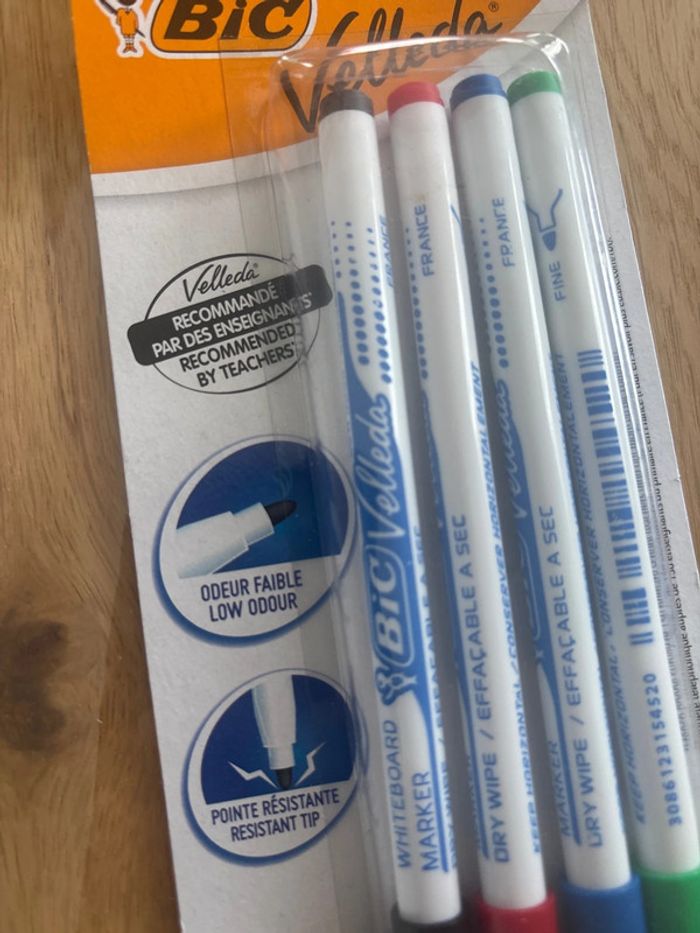 BiC
Velleda®
Velleda®
RECOMMANDÉ
PAR DES ENSEIGNANTS*
RECOMMENDED
BY TEACHERS*
ODEUR FAIBLE
LOW ODOUR
POINTE RÉSISTANTE
RESISTANT TIP
FRANCE
BiC Velleda
WHITEBOARD
MARKER
FRANCE
DRY WIPE / EFFAÇABLE A SEC
KEEP HORIZONTAL / CONSERVER HORIZONTALEMENT
FRANCE
MARKER
DRY WIPE / EFFAÇABLE A SEC
FINE
KEEP HORIZONTAL / CONSERVER HORIZONTALEMENT
3086123154520